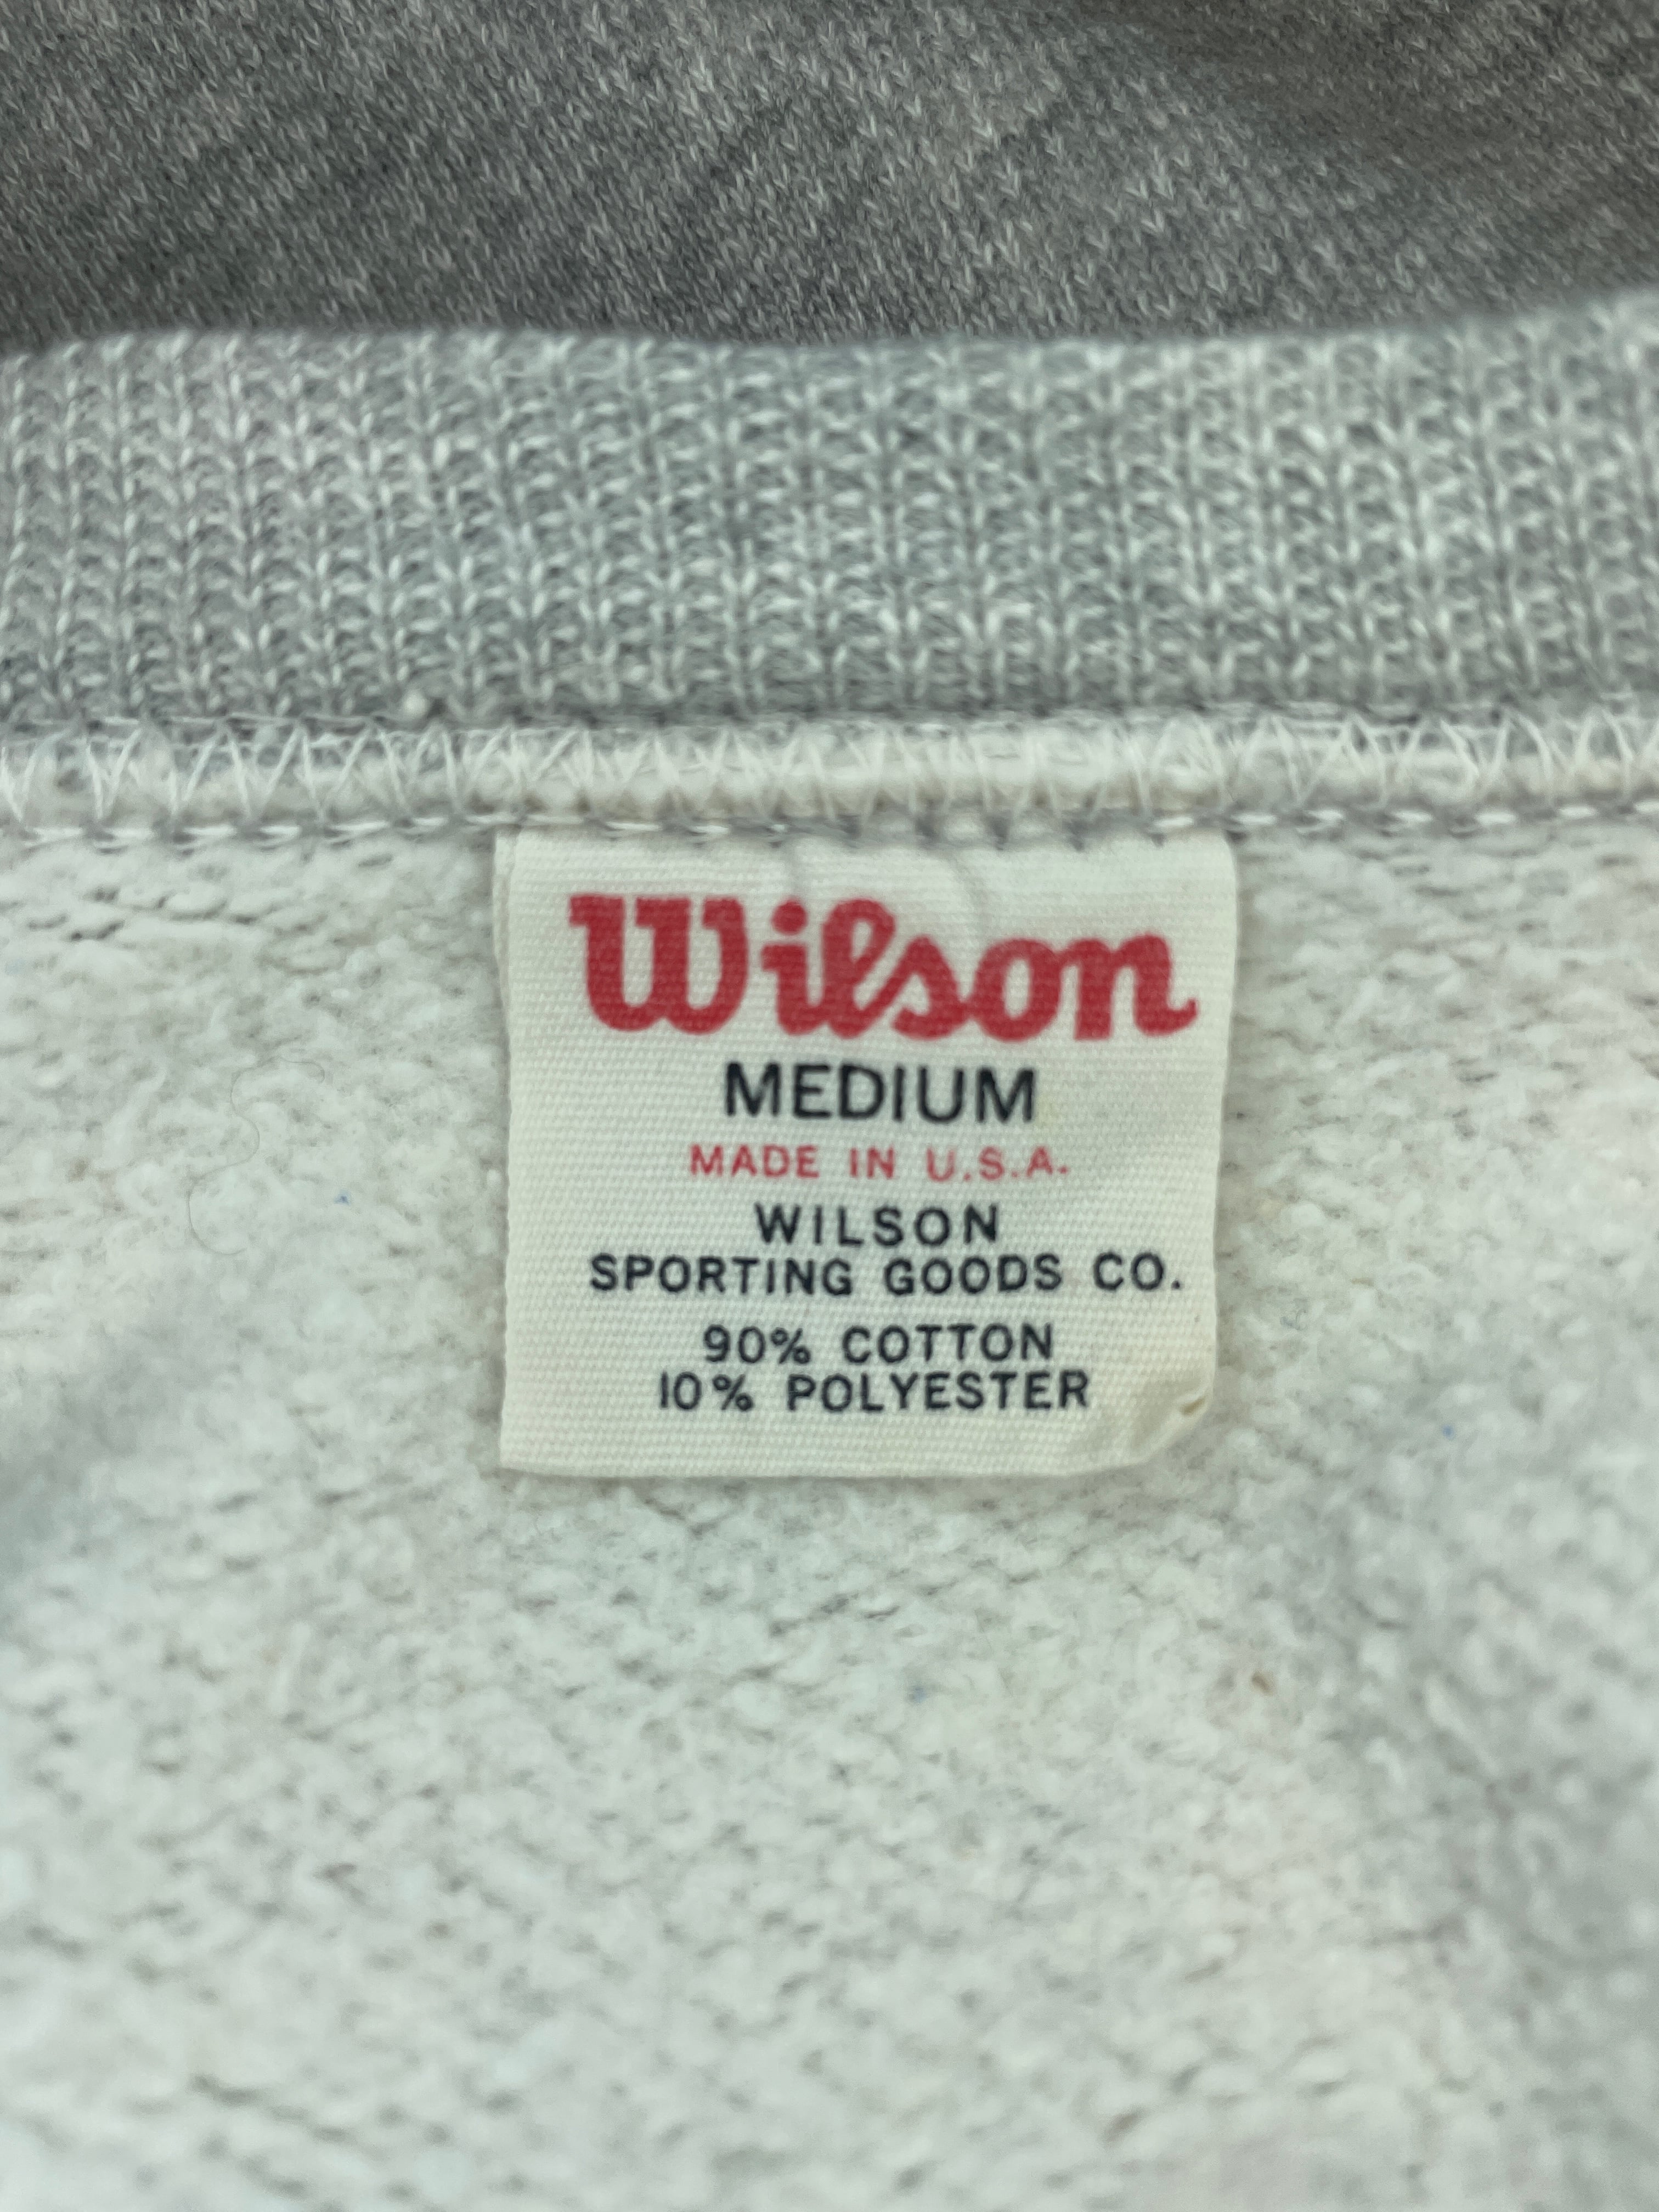 Wilson
MEDIUM
MADE IN U.S.A.
WILSON
SPORTING GOODS CO.
90% COTTON
10% POLYESTER